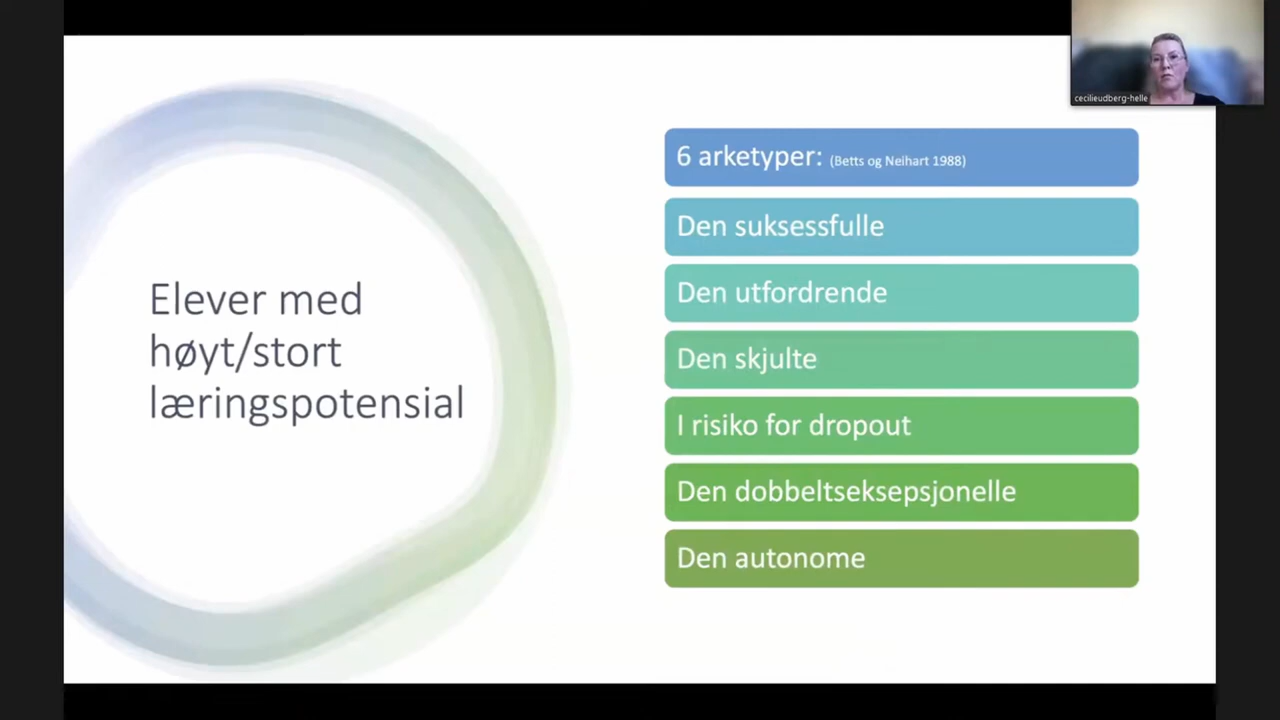 Elever med
høyt/stort
læringspotensial
6 arketyper: (Betts og Neihart 1988)
Den suksessfulle
Den utfordrende
Den skjulte
I risiko for dropout
Den dobbeltseksepsjonelle
Den autonome
cecilieudberg-helle